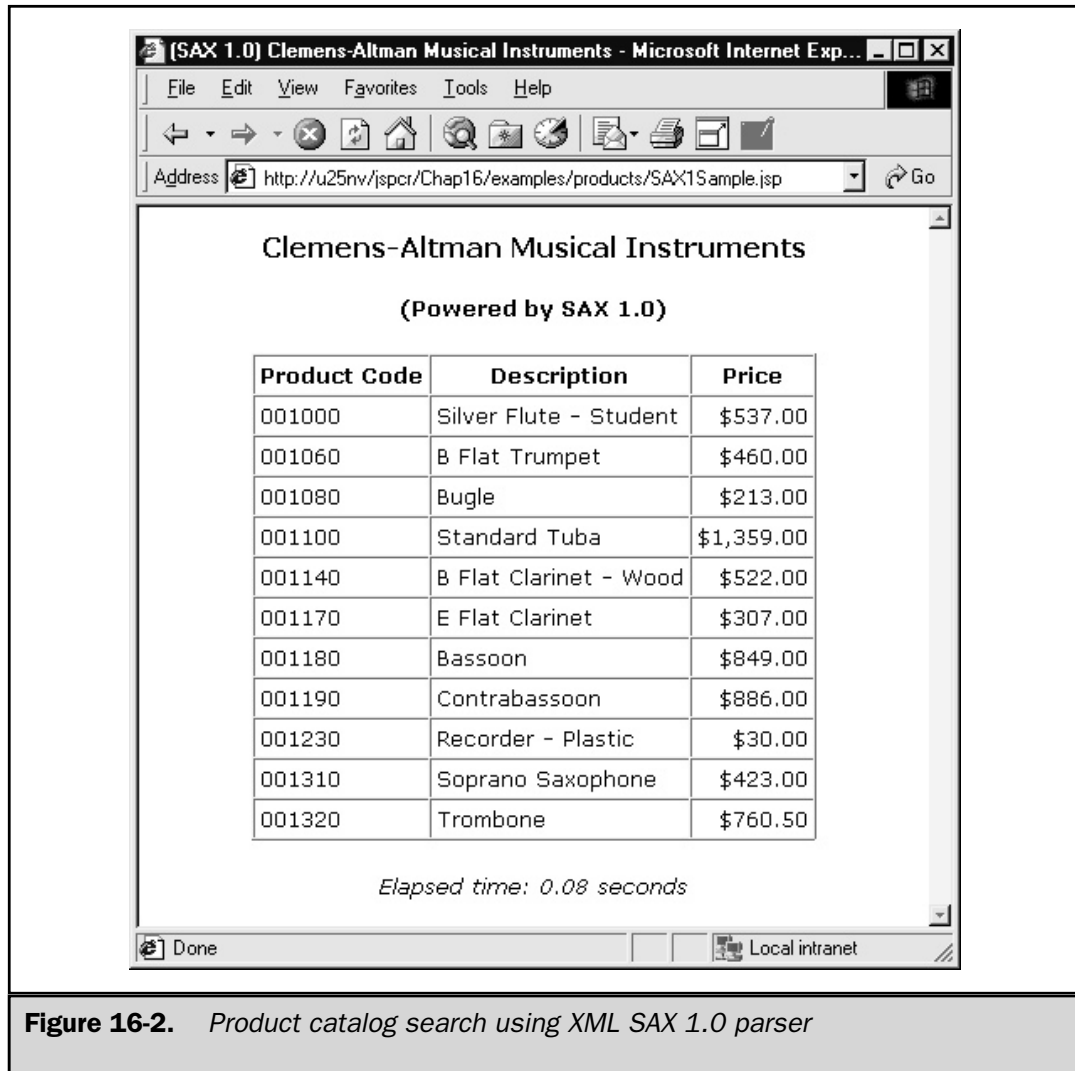 (SAX 1.0) Clemens-Altman Musical Instruments - Microsoft Internet Exp...
File Edit View Favorites Tools Help
Address http://u25nv/jspcr/Chap16/examples/products/SAX1Sample.jsp Go
Clemens-Altman Musical Instruments
(Powered by SAX 1.0)
Product Code Description Price
001000 Silver Flute - Student $537.00
001060 B Flat Trumpet $460.00
001080 Bugle $213.00
001100 Standard Tuba $1,359.00
001140 B Flat Clarinet - Wood $522.00
001170 E Flat Clarinet $307.00
001180 Bassoon $849.00
001190 Contrabassoon $886.00
001230 Recorder - Plastic $30.00
001310 Soprano Saxophone $423.00
001320 Trombone $760.50
Elapsed time: 0.08 seconds
Done Local intranet
Figure 16-2. Product catalog search using XML SAX 1.0 parser